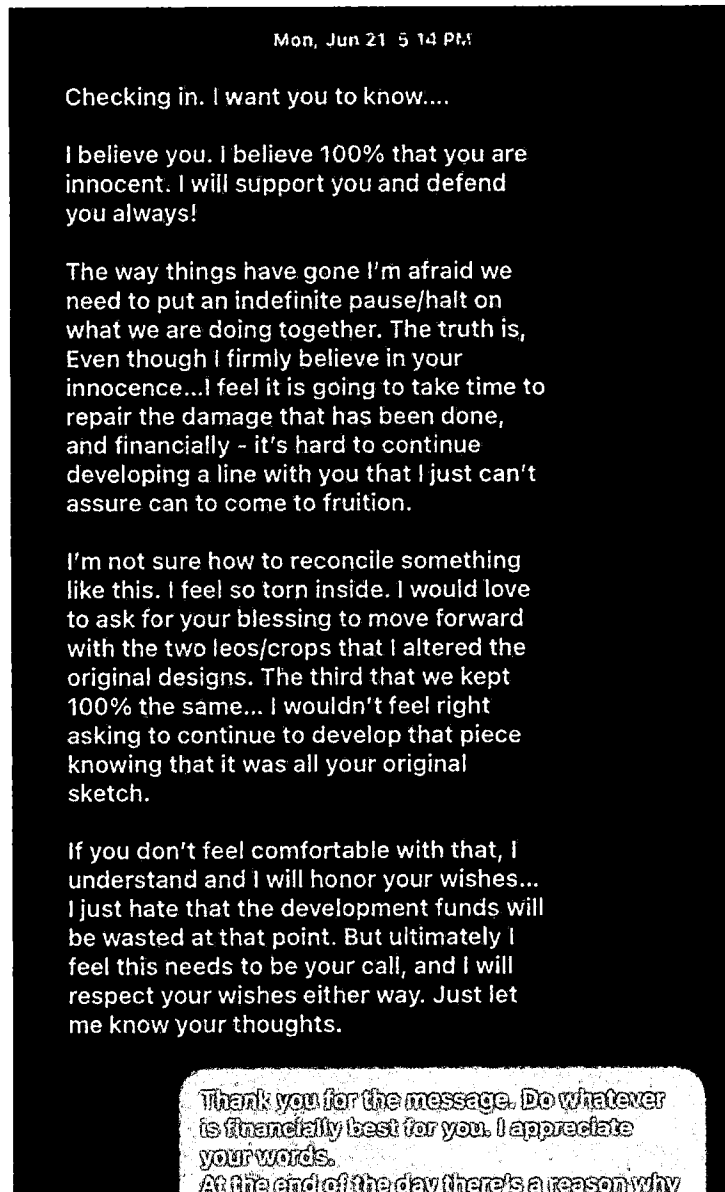 Mon, Jun 21 5 14 PM
Checking in. I want you to know....
I believe you. I believe 100% that you are
innocent. I will support you and defend
you always!
The way things have gone I'm afraid we
need to put an indefinite pause/halt on
what we are doing together. The truth is,
Even though I firmly believe in your
innocence...I feel it is going to take time to
repair the damage that has been done,
and financially - it's hard to continue
developing a line with you that I just can't
assure can to come to fruition.
I'm not sure how to reconcile something
like this. I feel so torn inside. I would love
to ask for your blessing to move forward
with the two leos/crops that I altered the
original designs. The third that we kept
100% the same... I wouldn't feel right
asking to continue to develop that piece
knowing that it was all your original
sketch.
If you don't feel comfortable with that, I
understand and I will honor your wishes...
I just hate that the development funds will
be wasted at that point. But ultimately I
feel this needs to be your call, and I will
respect your wishes either way. Just let
me know your thoughts.
Thank you for the message. Do whatever
is financially best for you. I appreciate
your words.
At the end of the day there's a reason why